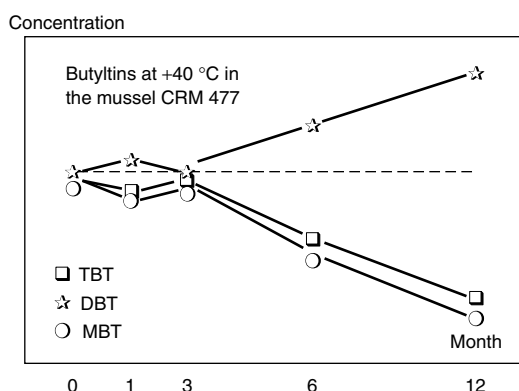 Concentration
Butyltins at +40 °C in
the mussel CRM 477
TBT
DBT
MBT
Month
0 1 3 6 12